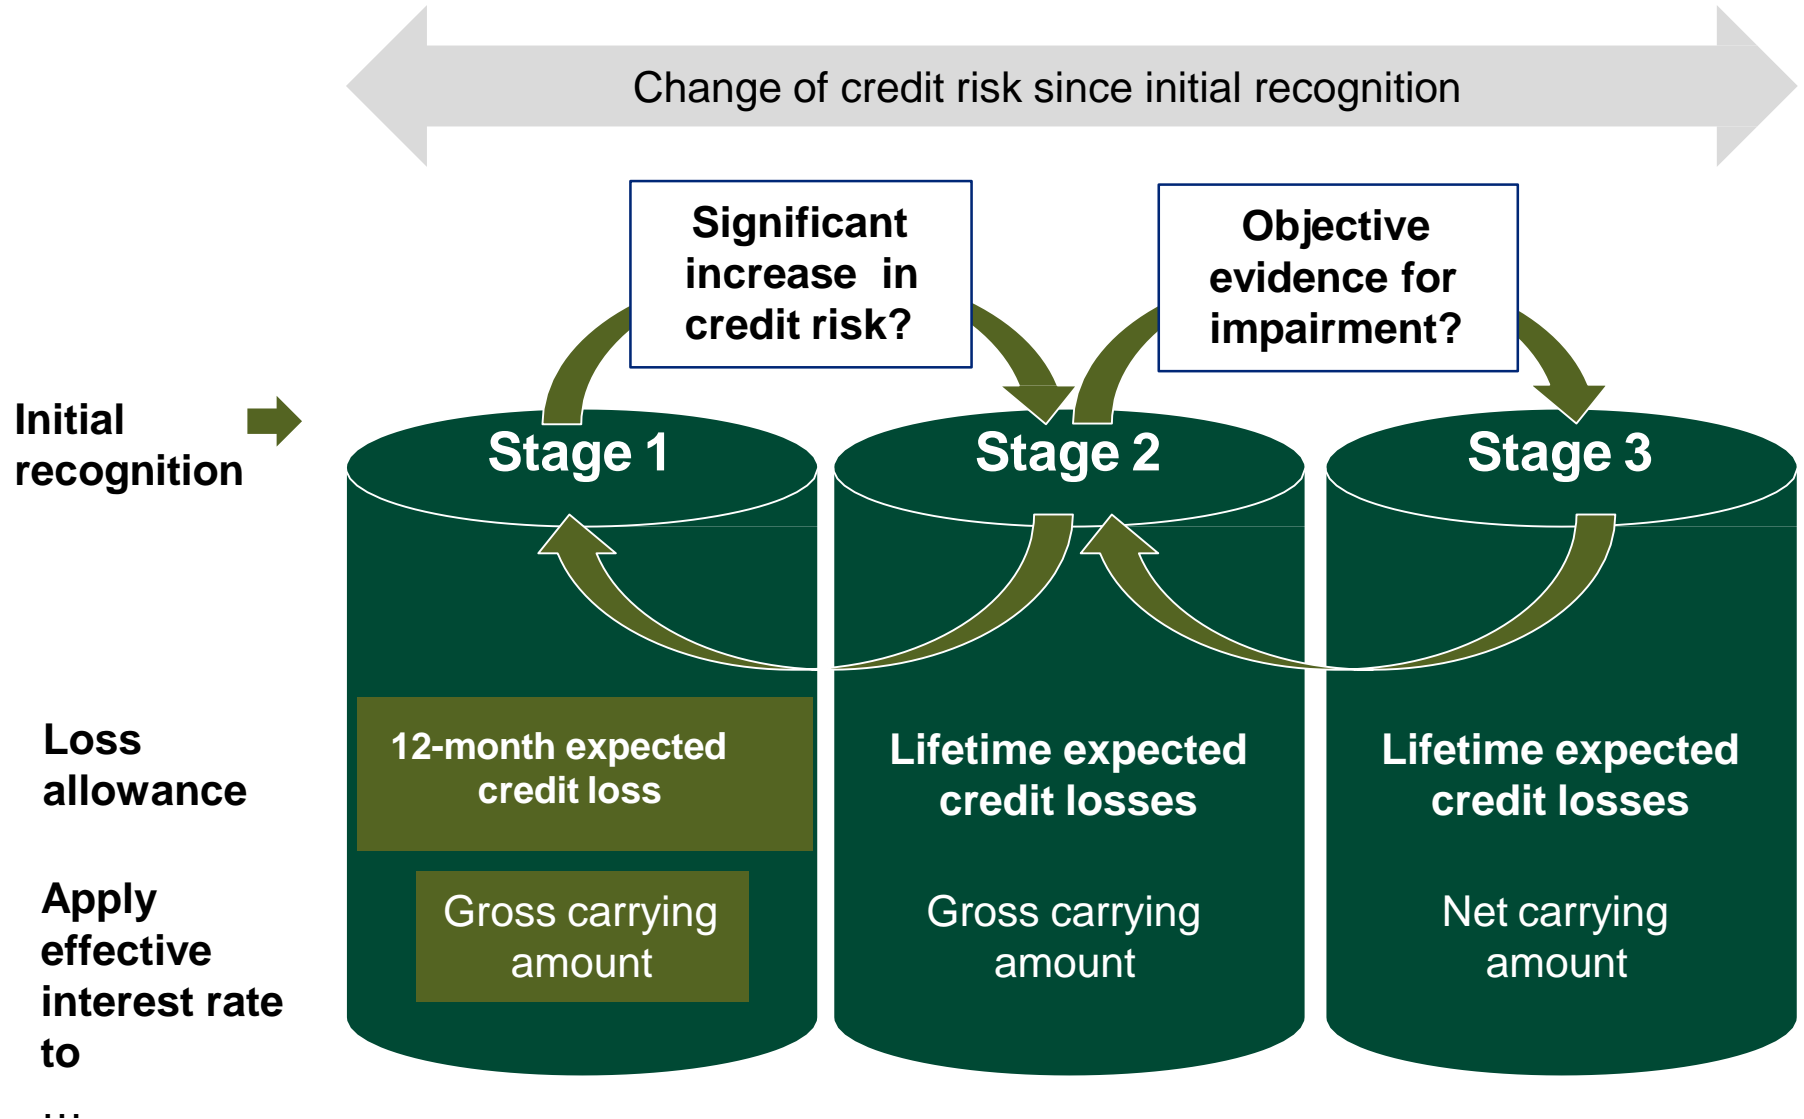 Change of credit risk since initial recognition
Significant
increase in
credit risk?
Objective
evidence for
impairment?
Initial
recognition
Stage 1
Stage 2
Stage 3
Loss
allowance
12-month expected
credit loss
Lifetime expected
credit losses
Lifetime expected
credit losses
Apply
effective
interest rate
to
...
Gross carrying
amount
Gross carrying
amount
Net carrying
amount